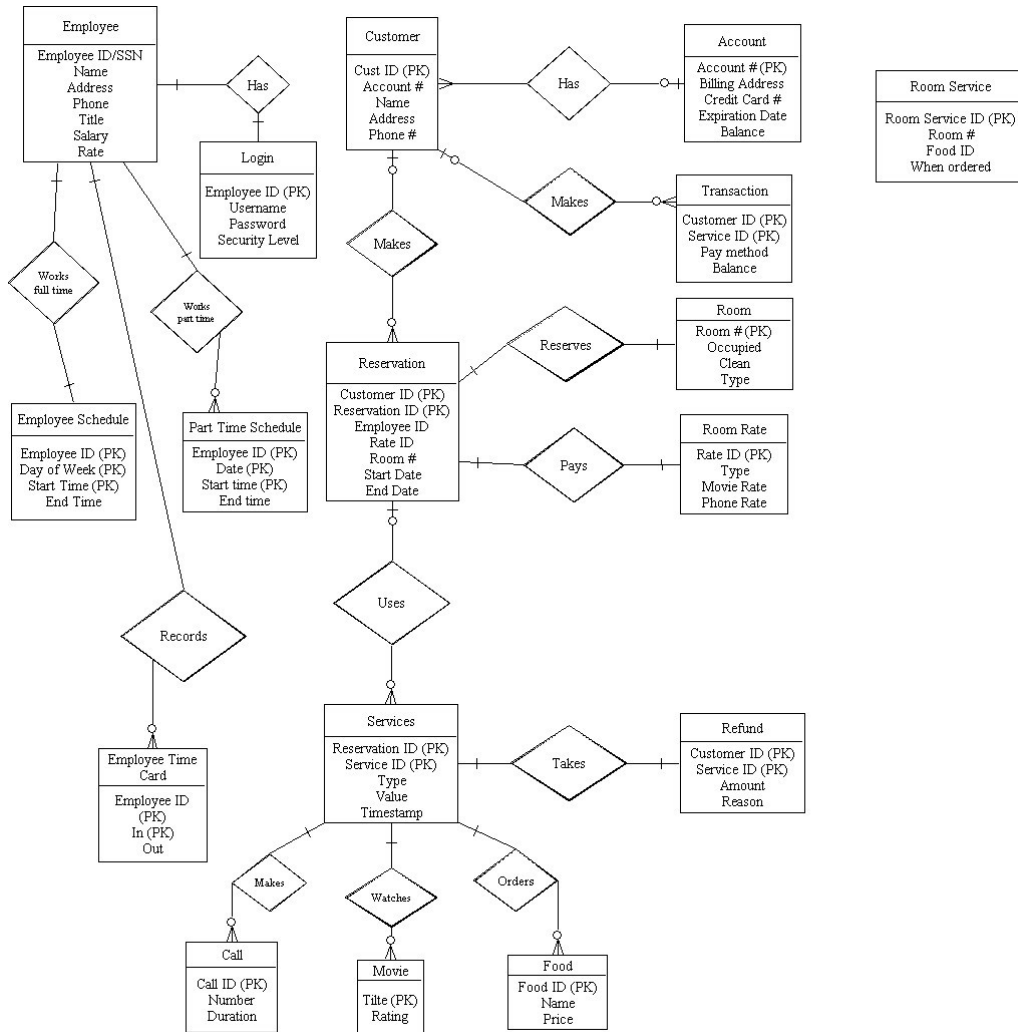 Employee
Employee ID/SSN
Name
Address
Phone
Title
Salary
Rate
Has
Login
Employee ID (PK)
Username
Password
Security Level
Works
full time
Works
part time
Employee Schedule
Employee ID (PK)
Day of Week (PK)
Start Time (PK)
End Time
Part Time Schedule
Employee ID (PK)
Date (PK)
Start time (PK)
End time
Records
Employee Time
Card
Employee ID
(PK)
In (PK)
Out
Customer
Cust ID (PK)
Account #
Name
Address
Phone #
Has
Account
Account # (PK)
Billing Address
Credit Card #
Expiration Date
Balance
Makes
Transaction
Customer ID (PK)
Service ID (PK)
Pay method
Balance
Makes
Reservation
Customer ID (PK)
Reservation ID (PK)
Employee ID
Rate ID
Room #
Start Date
End Date
Reserves
Room
Room # (PK)
Occupied
Clean
Type
Pays
Room Rate
Rate ID (PK)
Type
Movie Rate
Phone Rate
Uses
Services
Reservation ID (PK)
Service ID (PK)
Type
Value
Timestamp
Takes
Refund
Customer ID (PK)
Service ID (PK)
Amount
Reason
Makes
Call
Call ID (PK)
Number
Duration
Watches
Movie
Tilte (PK)
Rating
Orders
Food
Food ID (PK)
Name
Price
Room Service
Room Service ID (PK)
Room #
Food ID
When ordered